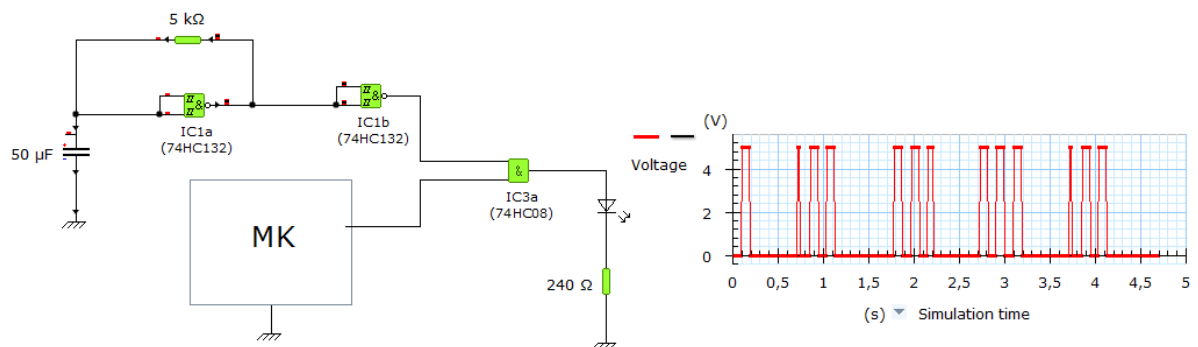 5 kΩ
&
IC1a
(74HC132)
&
IC1b
(74HC132)
50 µF
&
IC3a
(74HC08)
MK
240 Ω
(V)
Voltage
4
2
0
0 0,5 1 1,5 2 2,5 3 3,5 4 4,5 5
(s) Simulation time